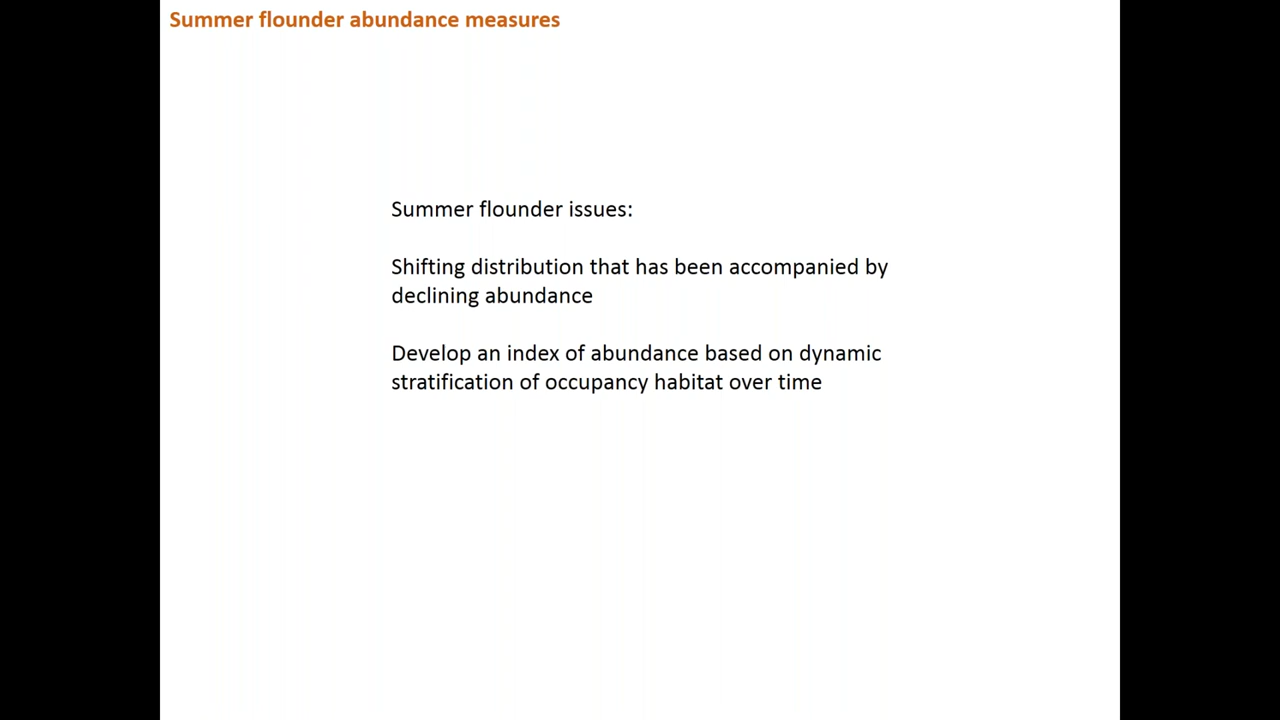 Summer flounder abundance measures
Summer flounder issues:
Shifting distribution that has been accompanied by
declining abundance
Develop an index of abundance based on dynamic
stratification of occupancy habitat over time